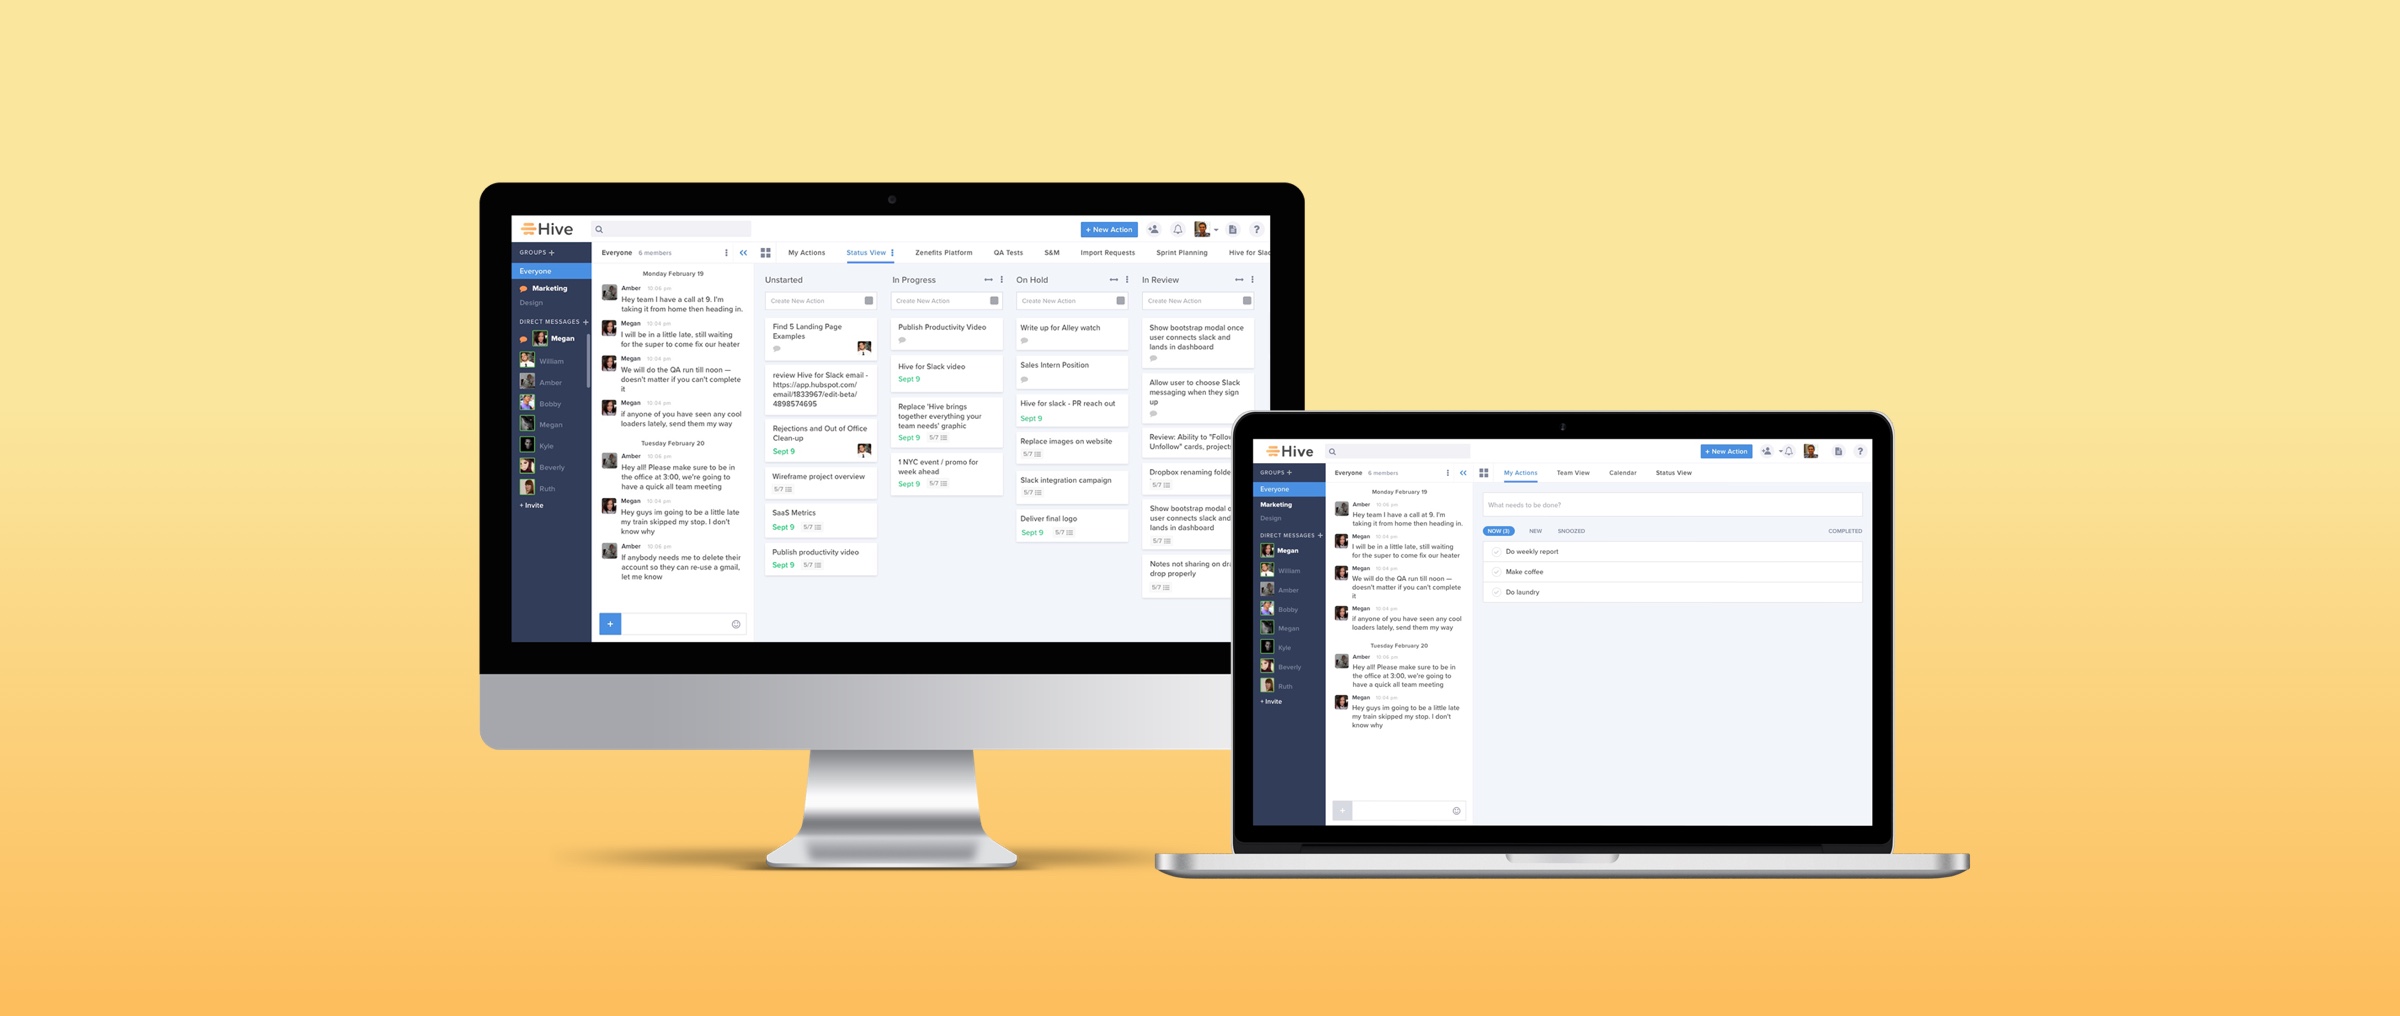 Hive
+ New Action
?
GROUPS +
Everyone
Marketing
Design
DIRECT MESSAGES +
Megan
William
Amber
Bobby
Megan
Kyle
Beverly
Ruth
+ Invite
Everyone 6 members
My Actions
Status View
Zenefits Platform
QA Tests
S&M
Import Requests
Sprint Planning
Hive for Slac
Monday February 19
Amber 10:06 pm
Hey team I have a call at 9. I'm
taking it from home then heading in.
Megan 10:04 pm
I will be in a little late, still waiting
for the super to come fix our heater
Megan 10:04 pm
We will do the QA run till noon —
doesn't matter if you can't complete
it
Megan 10:04 pm
if anyone of you have seen any cool
loaders lately, send them my way
Tuesday February 20
Amber 10:06 pm
Hey all! Please make sure to be in
the office at 3:00, we're going to
have a quick all team meeting
Megan 10:04 pm
Hey guys im going to be a little late
my train skipped my stop. I don't
know why
Amber 10:06 pm
If anybody needs me to delete their
account so they can re-use a gmail,
let me know
+
Unstarted
Create New Action
Find 5 Landing Page
Examples
review Hive for Slack email -
https://app.hubspot.com/
email/1833967/edit-beta/
4898574695
Rejections and Out of Office
Clean-up
Sept 9
Wireframe project overview
5/7
SaaS Metrics
Sept 9 5/7
Publish productivity video
Sept 9 5/7
In Progress
Create New Action
Publish Productivity Video
Hive for Slack video
Sept 9
Replace 'Hive brings
together everything your
team needs' graphic
Sept 9 5/7
1 NYC event / promo for
week ahead
Sept 9 5/7
On Hold
Create New Action
Write up for Alley watch
Sales Intern Position
Hive for slack - PR reach out
Sept 9
Replace images on website
5/7
Slack integration campaign
5/7
Deliver final logo
Sept 9 5/7
In Review
Create New Action
Show bootstrap modal once
user connects slack and
lands in dashboard
Allow user to choose Slack
messaging when they sign
up
Review: Ability to "Follow
Unfollow" cards, projects
Dropbox renaming folde
5/7
Show bootstrap modal o
user connects slack and
lands in dashboard
5/7
Notes not sharing on dra
drop properly
5/7
Hive
+ New Action
?
GROUPS +
Everyone
Marketing
Design
DIRECT MESSAGES +
Megan
William
Amber
Bobby
Megan
Kyle
Beverly
Ruth
+ Invite
Everyone 6 members
My Actions
Team View
Calendar
Status View
Monday February 19
Amber 10:06 pm
Hey team I have a call at 9. I'm
taking it from home then heading in.
Megan 10:04 pm
I will be in a little late, still waiting
for the super to come fix our heater
Megan 10:04 pm
We will do the QA run till noon —
doesn't matter if you can't complete
it
Megan 10:04 pm
if anyone of you have seen any cool
loaders lately, send them my way
Tuesday February 20
Amber 10:06 pm
Hey all! Please make sure to be in
the office at 3:00, we're going to
have a quick all team meeting
Megan 10:04 pm
Hey guys im going to be a little late
my train skipped my stop. I don't
know why
+
What needs to be done?
NOW (3) NEW SNOOZED COMPLETED
Do weekly report
Make coffee
Do laundry